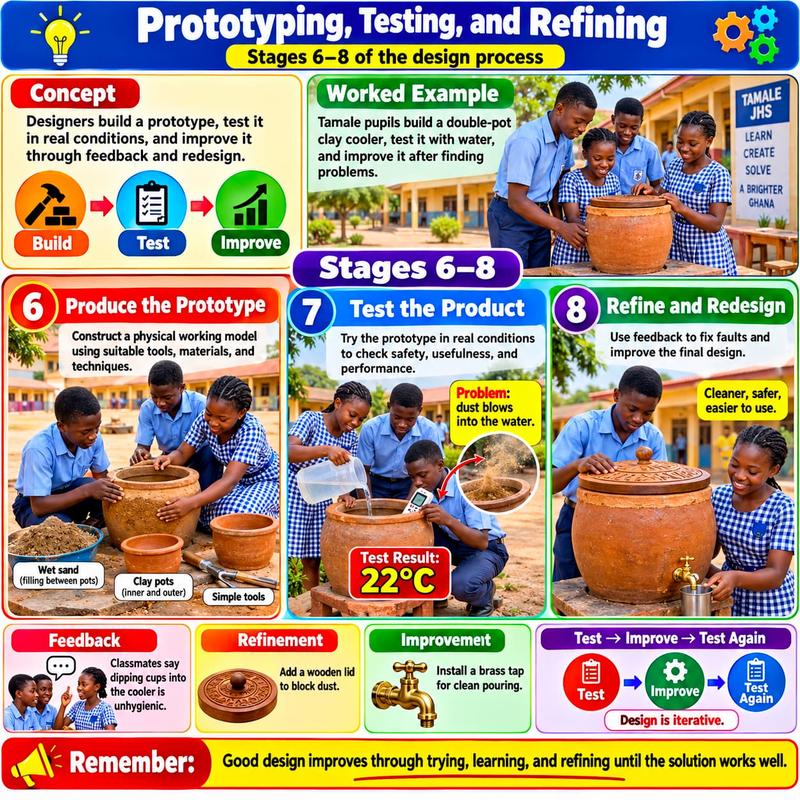 Prototyping, Testing, and Refining
Stages 6–8 of the design process
Concept
Designers build a prototype, test it
in real conditions, and improve it
through feedback and redesign.
Build
Test
Improve
Worked Example
Tamale pupils build a double-pot
clay cooler, test it with water,
and improve it after finding
problems.
TAMALE
JHS
LEARN
CREATE
SOLVE
A BRIGHTER
GHANA
Stages 6–8
6 Produce the Prototype
Construct a physical working model
using suitable tools, materials, and
techniques.
Wet sand
(filling between pots)
Clay pots
(inner and outer)
Simple tools
7 Test the Product
Try the prototype in real conditions
to check safety, usefulness, and
performance.
Problem:
dust blows
into the water.
Test Result:
22°C
8 Refine and Redesign
Use feedback to fix faults and
improve the final design.
Cleaner, safer,
easier to use.
Feedback
Classmates say
dipping cups into
the cooler is
unhygienic.
Refinement
Add a wooden lid
to block dust.
Improvement
Install a brass tap
for clean pouring.
Test → Improve → Test Again
Test
Improve
Test
Again
Design is iterative.
Remember:
Good design improves through trying, learning, and refining until the solution works well.